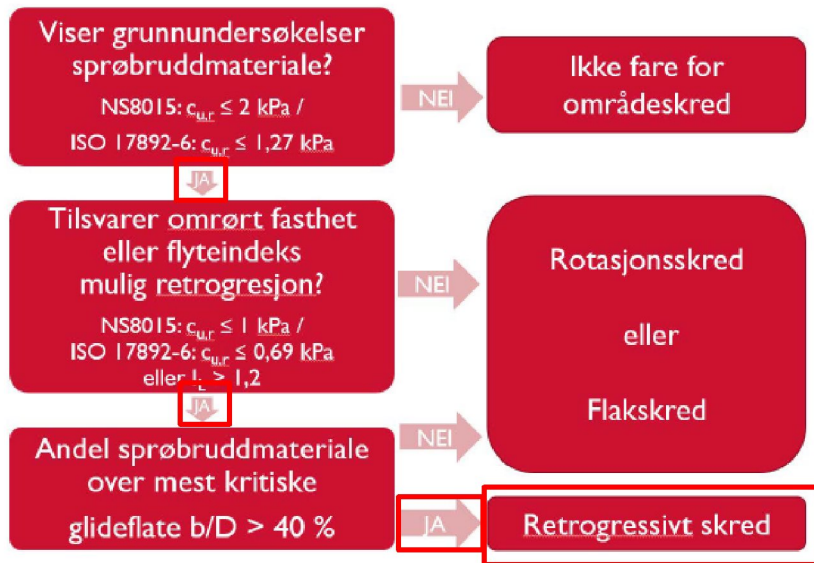 Viser grunnundersøkelser
sprøbruddmateriale?
NS8015: cu,r ≤ 2 kPa /
ISO 17892-6: cu,r ≤ 1,27 kPa
NEI
Ikke fare for
områdeskred
JA
Tilsvarer omrørt fasthet
eller flyteindeks
mulig retrogresjon?
NS8015: cu,r ≤ 1 kPa /
ISO 17892-6: cu,r ≤ 0,69 kPa
eller IL > 1,2
NEI
Rotasjonsskred
eller
Flakskred
JA
Andel sprøbruddmateriale
over mest kritiske
glideflate b/D > 40 %
NEI
JA
Retrogressivt skred